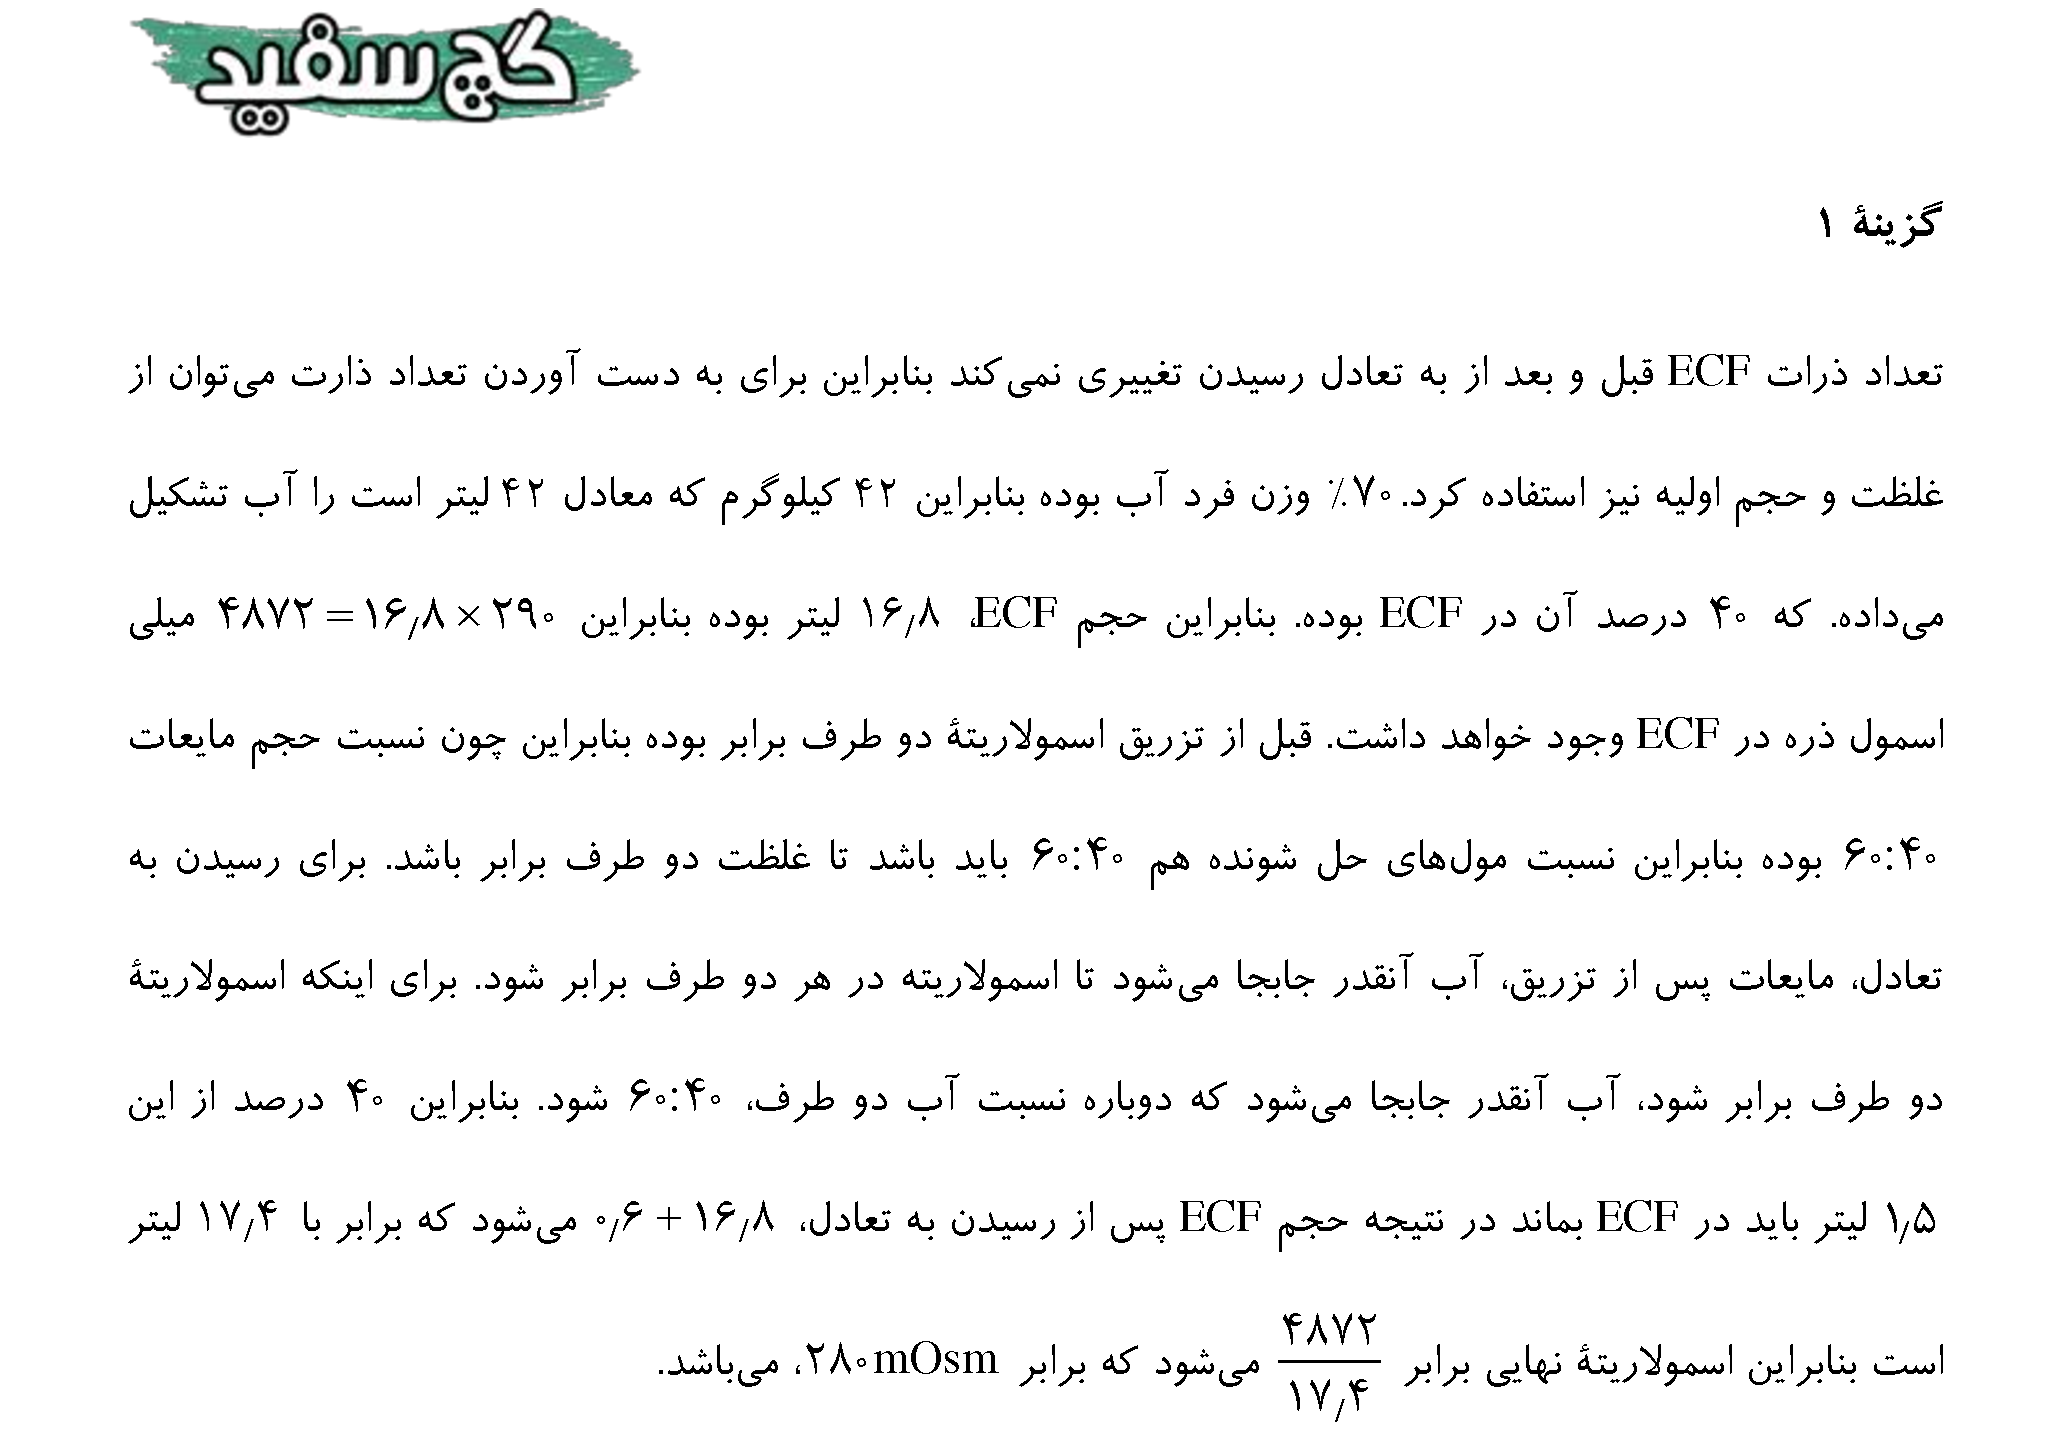 گچ سفید
گزینهٔ ۱
تعداد ذرات ECF قبل و بعد از به تعادل رسیدن تغییری نمی‌کند بنابراین برای به دست آوردن تعداد ذارت می‌توان از
غلظت و حجم اولیه نیز استفاده کرد. ۷۰٪ وزن فرد آب بوده بنابراین ۴۲ کیلوگرم که معادل ۴۲ لیتر است را آب تشکیل
می‌داده. که ۴۰ درصد آن در ECF بوده. بنابراین حجم ECF، ۱۶٫۸ لیتر بوده بنابراین ۴۸۷۲ = ۱۶٫۸ × ۲۹۰ میلی
اسمول ذره در ECF وجود خواهد داشت. قبل از تزریق اسمولاریتهٔ دو طرف برابر بوده بنابراین چون نسبت حجم مایعات
۶۰:۴۰ بوده بنابراین نسبت مول‌های حل شونده هم ۶۰:۴۰ باید باشد تا غلظت دو طرف برابر باشد. برای رسیدن به
تعادل، مایعات پس از تزریق، آب آنقدر جابجا می‌شود تا اسمولاریته در هر دو طرف برابر شود. برای اینکه اسمولاریتهٔ
دو طرف برابر شود، آب آنقدر جابجا می‌شود که دوباره نسبت آب دو طرف، ۶۰:۴۰ شود. بنابراین ۴۰ درصد از این
۱٫۵ لیتر باید در ECF بماند در نتیجه حجم ECF پس از رسیدن به تعادل، ۰٫۶ + ۱۶٫۸ می‌شود که برابر با ۱۷٫۴ لیتر
است بنابراین اسمولاریتهٔ نهایی برابر ۴۸۷۲/۱۷٫۴ می‌شود که برابر ۲۸۰mOsm، می‌باشد.